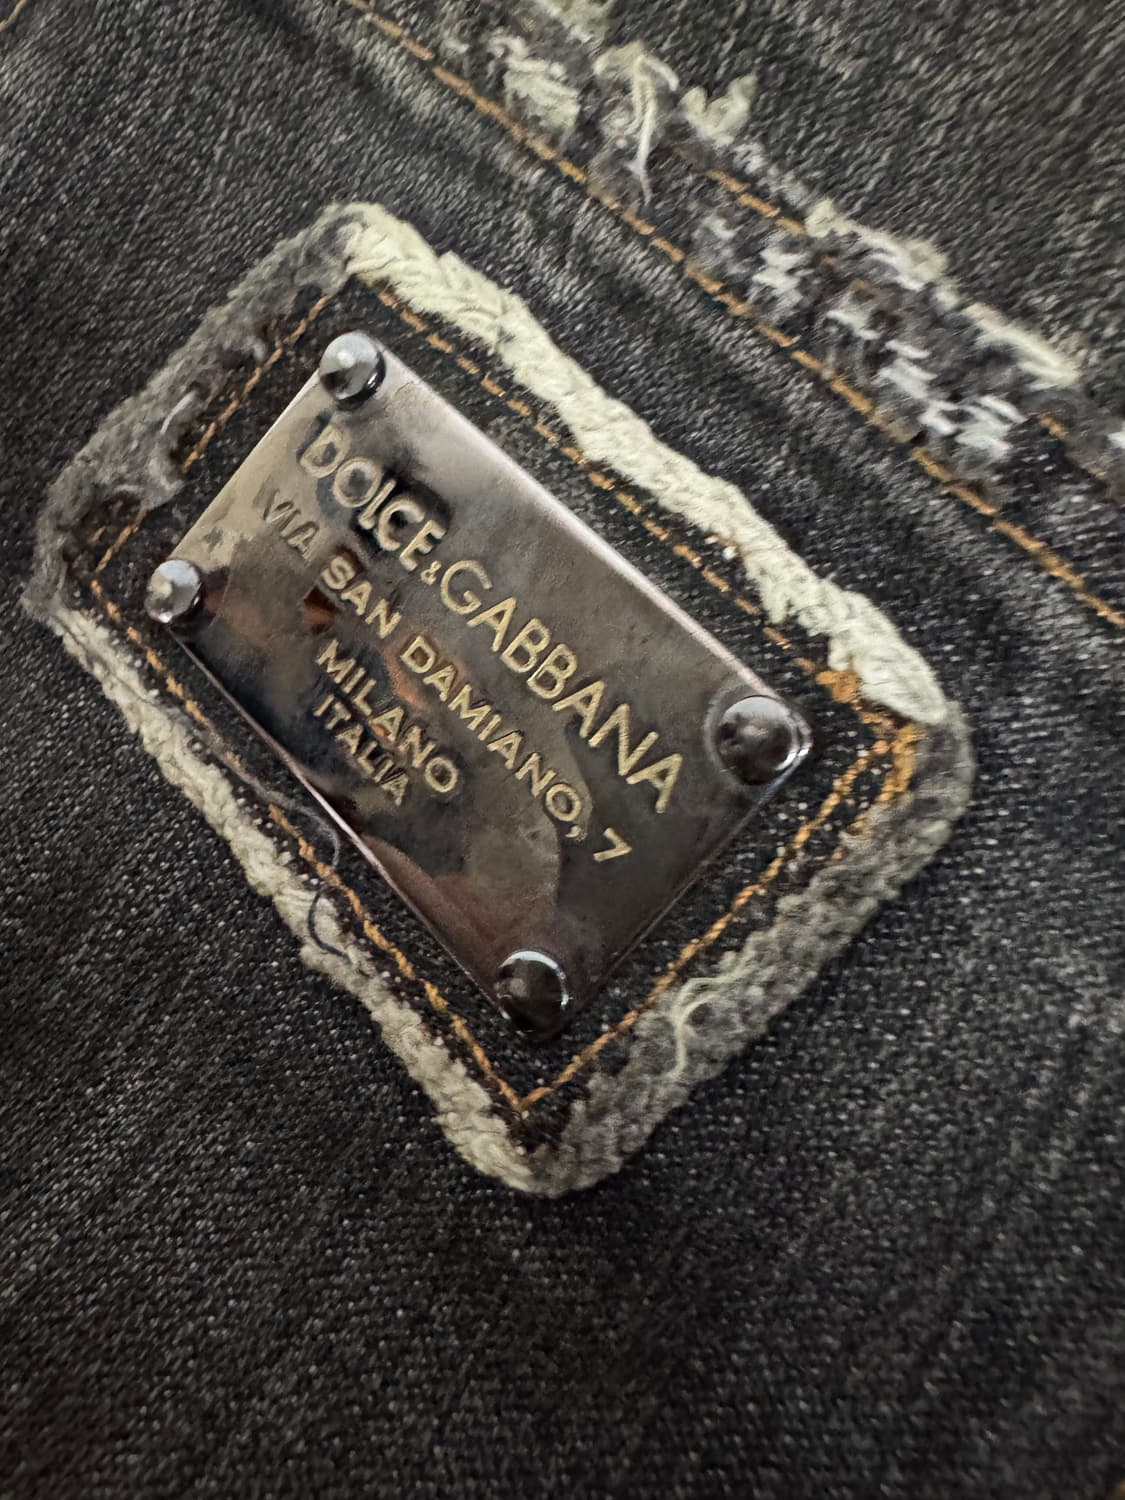 DOLCE&GABBANA
VIA SAN DAMIANO, 7
MILANO
ITALIA